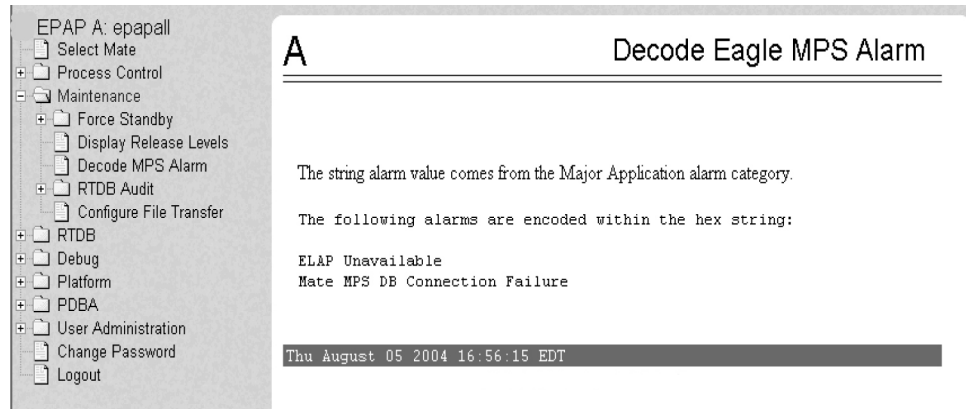 EPAP A: epapall
Select Mate
Process Control
Maintenance
Force Standby
Display Release Levels
Decode MPS Alarm
RTDB Audit
Configure File Transfer
RTDB
Debug
Platform
PDBA
User Administration
Change Password
Logout
A
Decode Eagle MPS Alarm
The string alarm value comes from the Major Application alarm category.
The following alarms are encoded within the hex string:
ELAP Unavailable
Mate MPS DB Connection Failure
Thu August 05 2004 16:56:15 EDT